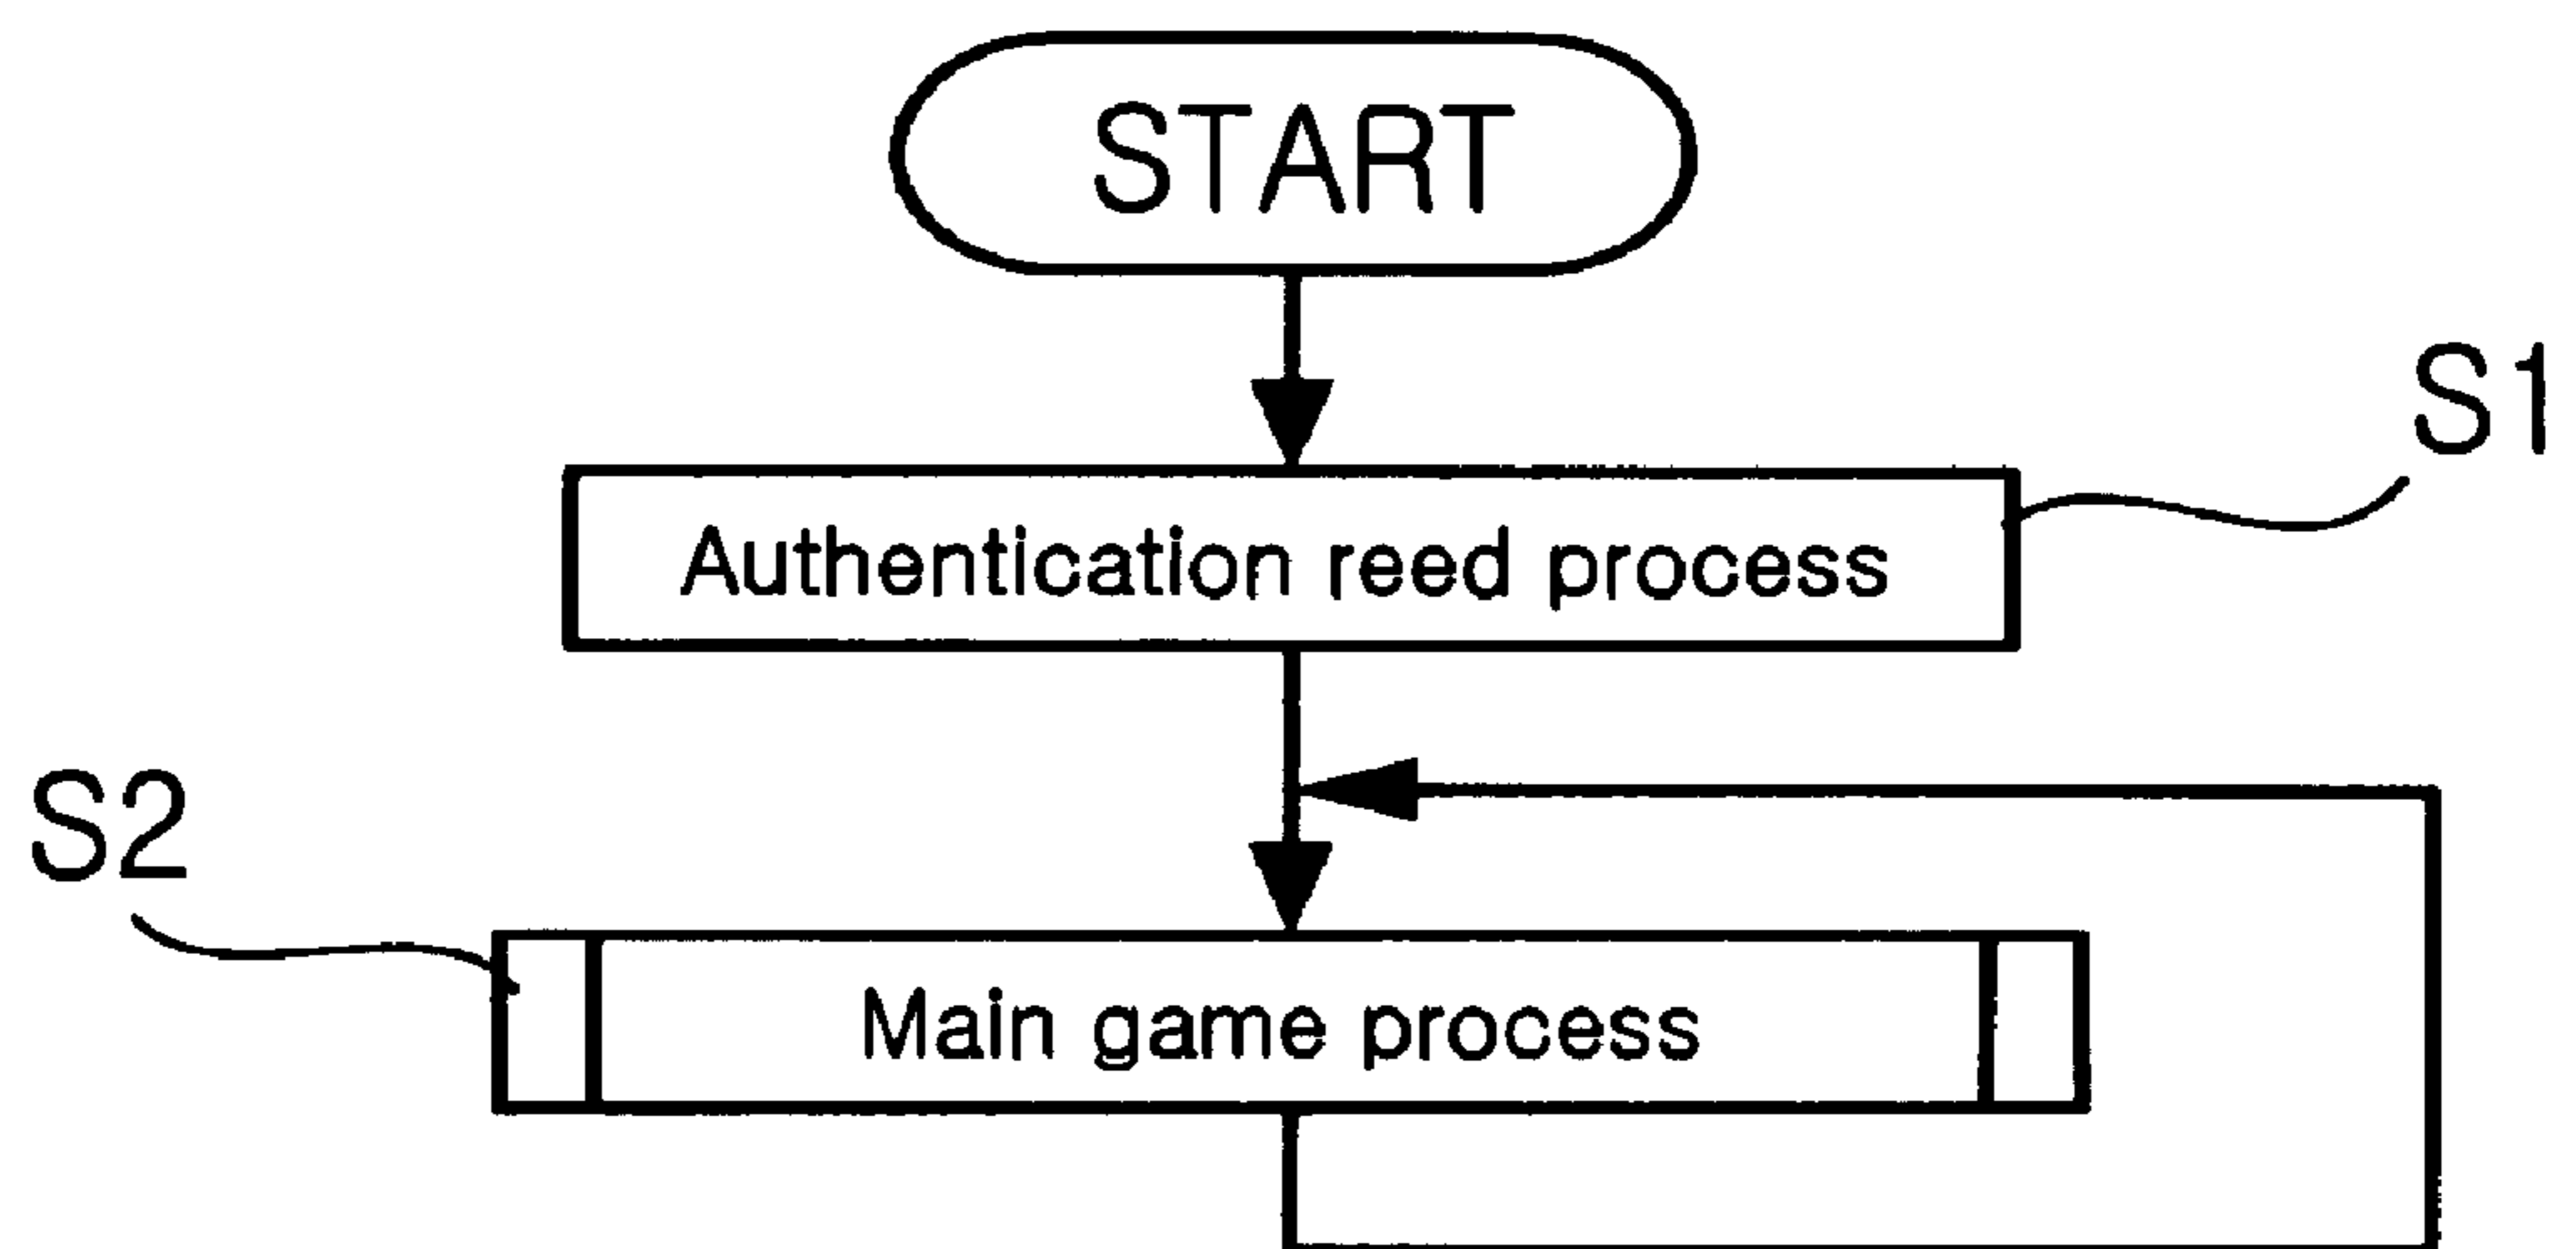 START
S1
Authentication reed process
S2
Main game process